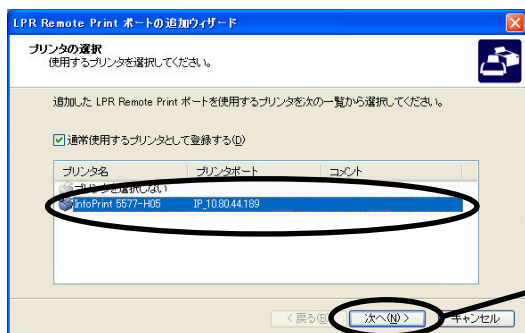 LPR Remote Print ポートの追加ウィザード
プリンタの選択
使用するプリンタを選択してください。
追加した LPR Remote Print ポートを使用するプリンタを次の一覧から選択してください。
通常使用するプリンタとして登録する(D)
プリンタ名 プリンタポート コメント
プリンタを選択しない
InfoPrint 5577-H05 IP_10.80.44.189
< 戻る(B) 次へ(N) > キャンセル